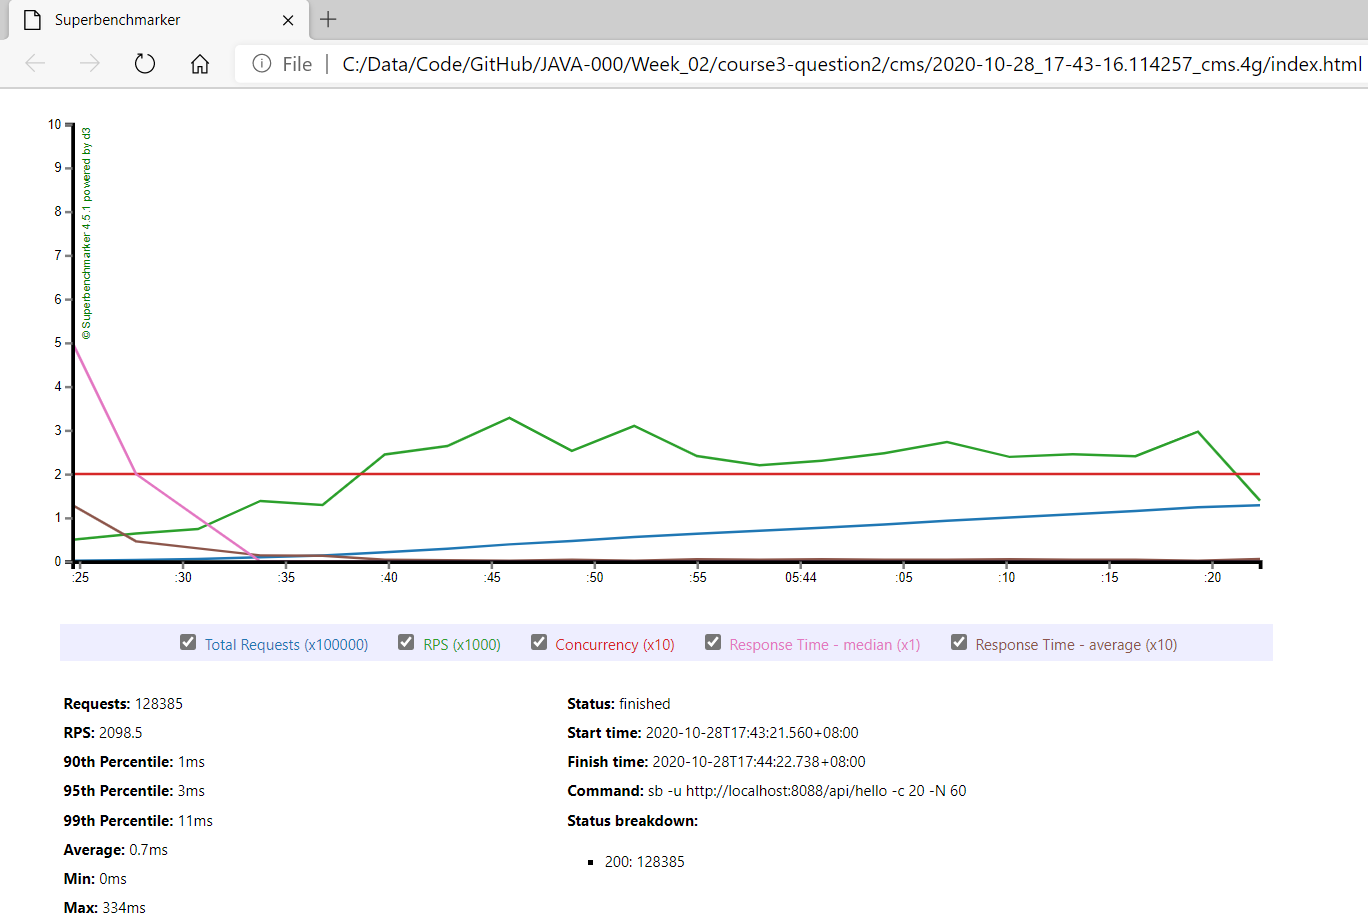 Superbenchmarker
File | C:/Data/Code/GitHub/JAVA-000/Week_02/course3-question2/cms/2020-10-28_17-43-16.114257_cms.4g/index.html
© Superbenchmarker 4.5.1 powered by d3
10
9
8
7
6
5
4
3
2
1
0
:25 :30 :35 :40 :45 :50 :55 05:44 :05 :10 :15 :20
Total Requests (x100000) RPS (x1000) Concurrency (x10) Response Time - median (x1) Response Time - average (x10)
Requests: 128385
RPS: 2098.5
90th Percentile: 1ms
95th Percentile: 3ms
99th Percentile: 11ms
Average: 0.7ms
Min: 0ms
Max: 334ms
Status: finished
Start time: 2020-10-28T17:43:21.560+08:00
Finish time: 2020-10-28T17:44:22.738+08:00
Command: sb -u http://localhost:8088/api/hello -c 20 -N 60
Status breakdown:
200: 128385